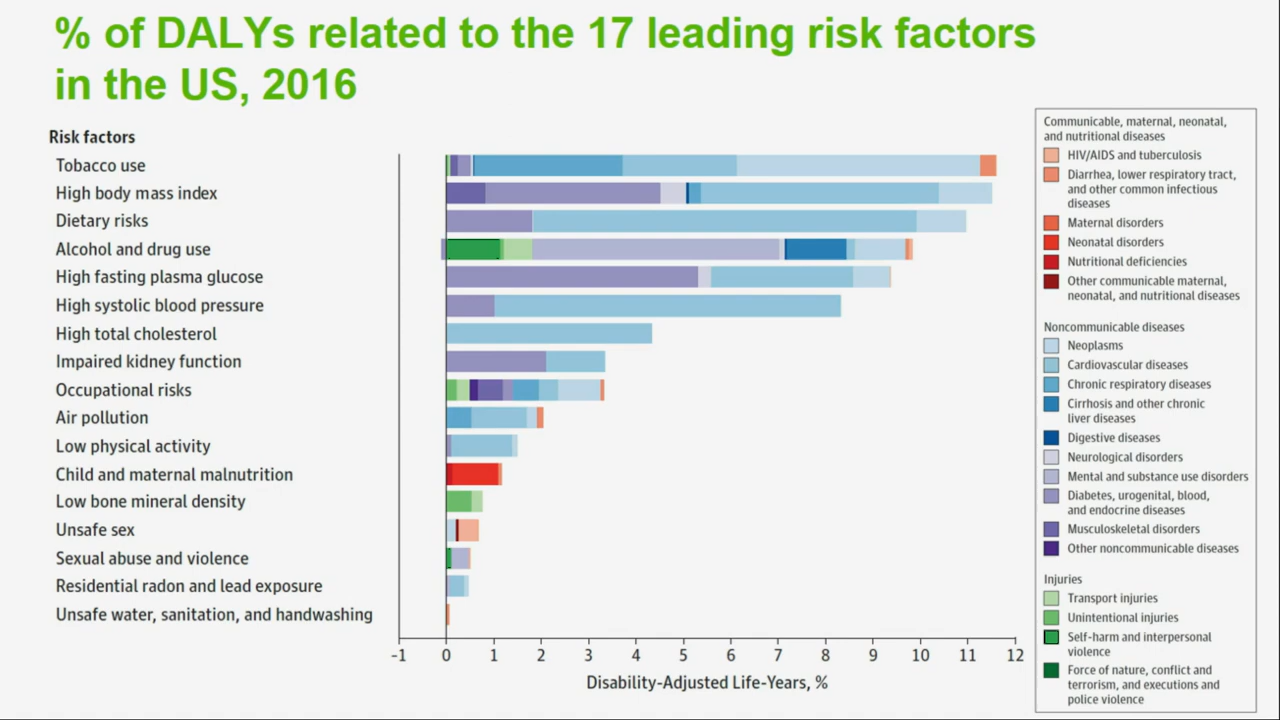 % of DALYs related to the 17 leading risk factors
in the US, 2016
Risk factors
Tobacco use
High body mass index
Dietary risks
Alcohol and drug use
High fasting plasma glucose
High systolic blood pressure
High total cholesterol
Impaired kidney function
Occupational risks
Air pollution
Low physical activity
Child and maternal malnutrition
Low bone mineral density
Unsafe sex
Sexual abuse and violence
Residential radon and lead exposure
Unsafe water, sanitation, and handwashing
-1 0 1 2 3 4 5 6 7 8 9 10 11 12
Disability-Adjusted Life-Years, %
Communicable, maternal, neonatal,
and nutritional diseases
HIV/AIDS and tuberculosis
Diarrhea, lower respiratory tract,
and other common infectious
diseases
Maternal disorders
Neonatal disorders
Nutritional deficiencies
Other communicable maternal,
neonatal, and nutritional diseases
Noncommunicable diseases
Neoplasms
Cardiovascular diseases
Chronic respiratory diseases
Cirrhosis and other chronic
liver diseases
Digestive diseases
Neurological disorders
Mental and substance use disorders
Diabetes, urogenital, blood,
and endocrine diseases
Musculoskeletal disorders
Other noncommunicable diseases
Injuries
Transport injuries
Unintentional injuries
Self-harm and interpersonal
violence
Force of nature, conflict and
terrorism, and executions and
police violence